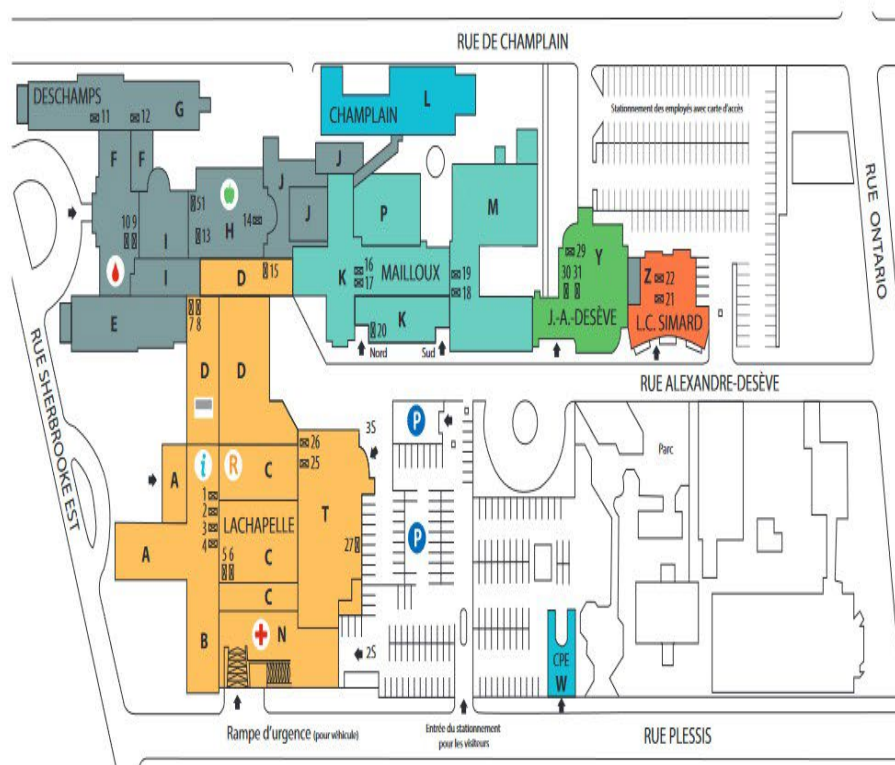 RUE DE CHAMPLAIN
DESCHAMPS
G
11
12
CHAMPLAIN
L
Stationnement des employés avec carte d'accès
RUE ONTARIO
F
F
J
J
J
51
14
H
13
10 9
I
I
P
M
K
16
17
MAILLOUX
19
18
29
Y
30 31
Z
22
21
D
15
E
7 8
K
20
J.-A.-DESÈVE
L.C. SIMARD
Nord
Sud
RUE SHERBROOKE EST
D
D
RUE ALEXANDRE-DESÈVE
P
3S
26
25
Parc
A
i
R
C
T
1
2
3
4
LACHAPELLE
5 6
C
27
P
A
C
B
N
2S
CPE
W
Rampe d'urgence (pour véhicule)
Entrée du stationnement
pour les visiteurs
RUE PLESSIS